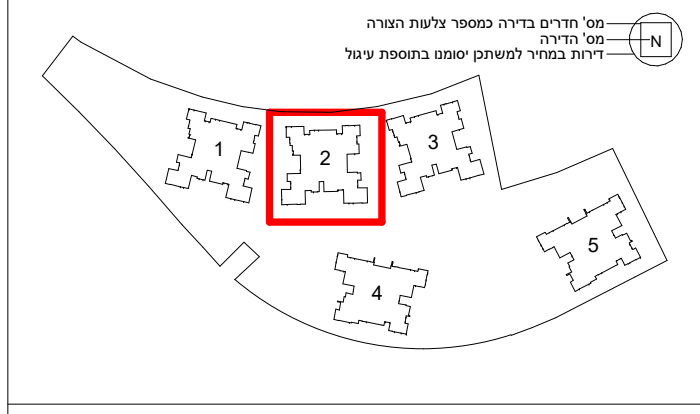 מס' חדרים בדירה כמספר צלעות הצורה
מס' הדירה
דירות במחיר למשתכן יסומנו בתוספת עיגול
N
1
2
3
4
5